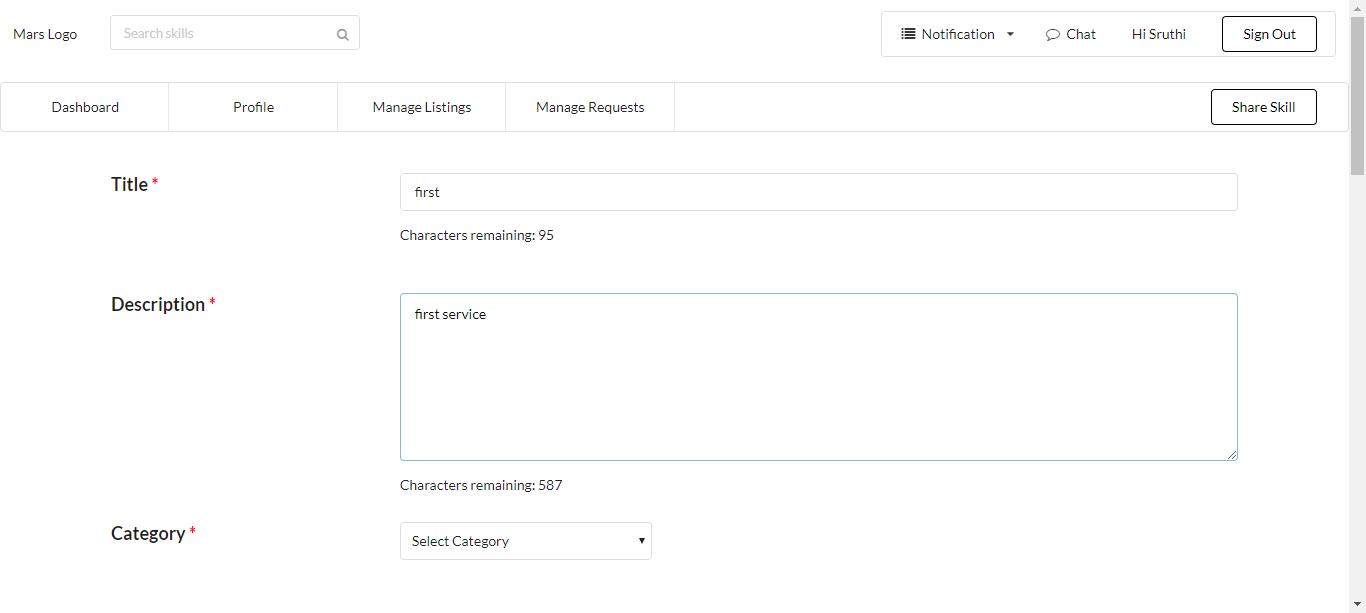 Mars Logo
Search skills
Notification
Chat
Hi Sruthi
Sign Out
Dashboard
Profile
Manage Listings
Manage Requests
Share Skill
Title *
first
Characters remaining: 95
Description *
first service
Characters remaining: 587
Category *
Select Category